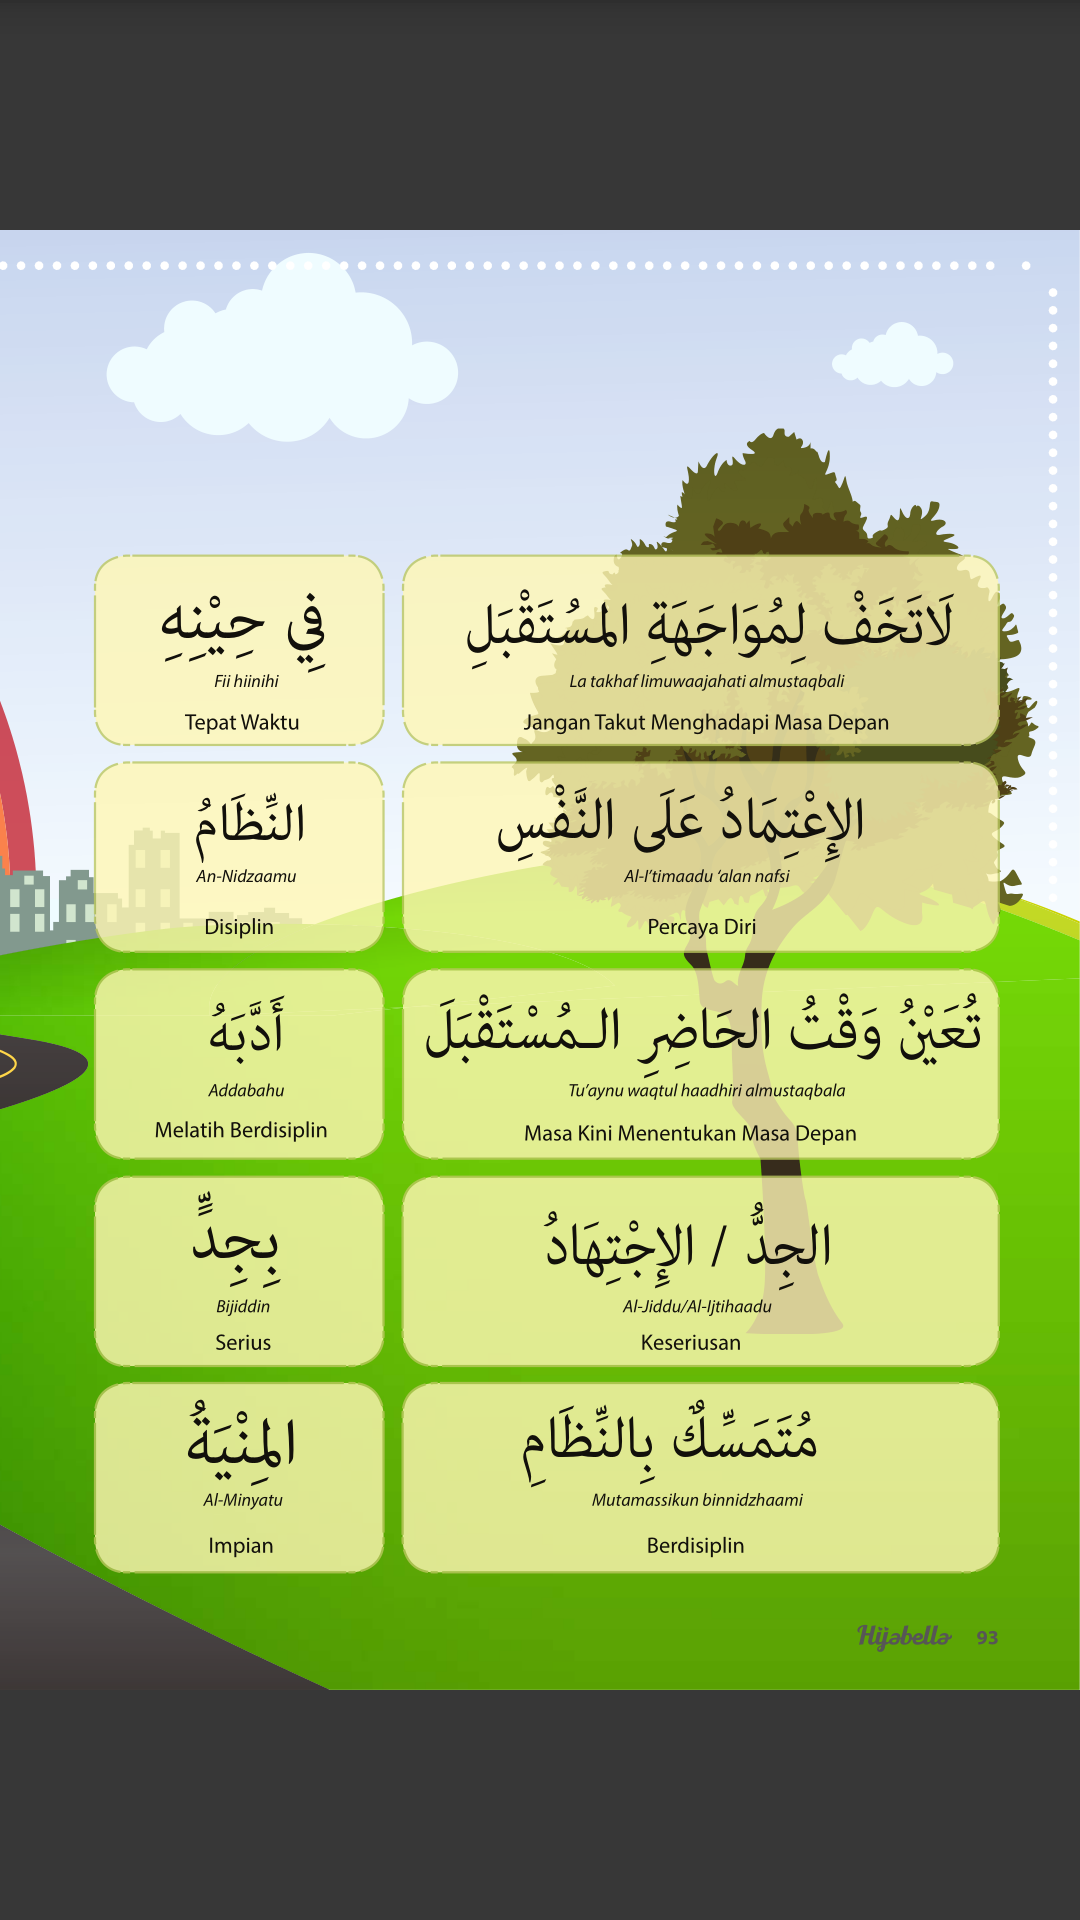 فِي حِيْنِهِ
Fii hiinihi
Tepat Waktu
لَاتَخَفْ لِمُوَاجَهَةِ المسُتَقْبَلِ
La takhaf limuwaajahati almustaqbali
Jangan Takut Menghadapi Masa Depan
النِّظَامُ
An-Nidzaamu
Disiplin
الإِعْتِمَادُ عَلَى النَّفْسِ
Al-I’timaadu ‘alan nafsi
Percaya Diri
أَدَّبَهُ
Addabahu
Melatih Berdisiplin
تُعَيْنُ وَقْتُ الحَاضِرِ الـمُسْتَقْبَلَ
Tu’aynu waqtul haadhiri almustaqbala
Masa Kini Menentukan Masa Depan
بِجِدٍّ
Bijiddin
Serius
الجِدُّ / الإِجْتِهَادُ
Al-Jiddu/Al-Ijtihaadu
Keseriusan
المِنْيَةُ
Al-Minyatu
Impian
مُتَمَسِّكٌ بِالنِّظَامِ
Mutamassikun binnidzhaami
Berdisiplin
Hijabella 93